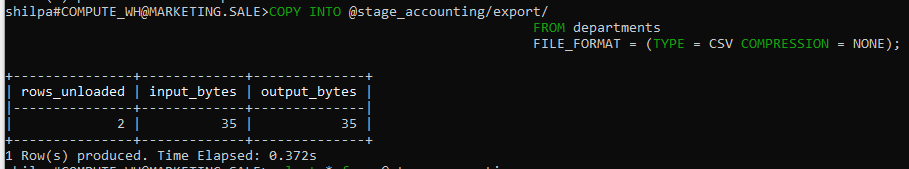 shilpa#COMPUTE_WH@MARKETING.SALE>COPY INTO @stage_accounting/export/
FROM departments
FILE_FORMAT = (TYPE = CSV COMPRESSION = NONE);
+---------------+-------------+--------------+
| rows_unloaded | input_bytes | output_bytes |
|---------------+-------------+--------------|
| 2 | 35 | 35 |
+---------------+-------------+--------------+
1 Row(s) produced. Time Elapsed: 0.372s